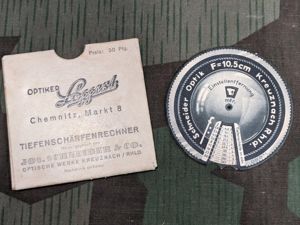 Preis: 30 Pfg.
OPTIKER
Chemnitz, Markt 8
TIEFENSCHÄRFENRECHNER
JOS. SCHNEIDER & CO.
OPTISCHE WERKE KREUZNACH / RHLD.
Schneider Optik F=10,5cm Kreuznach Rhld.
Einstellentfernung
mtr.